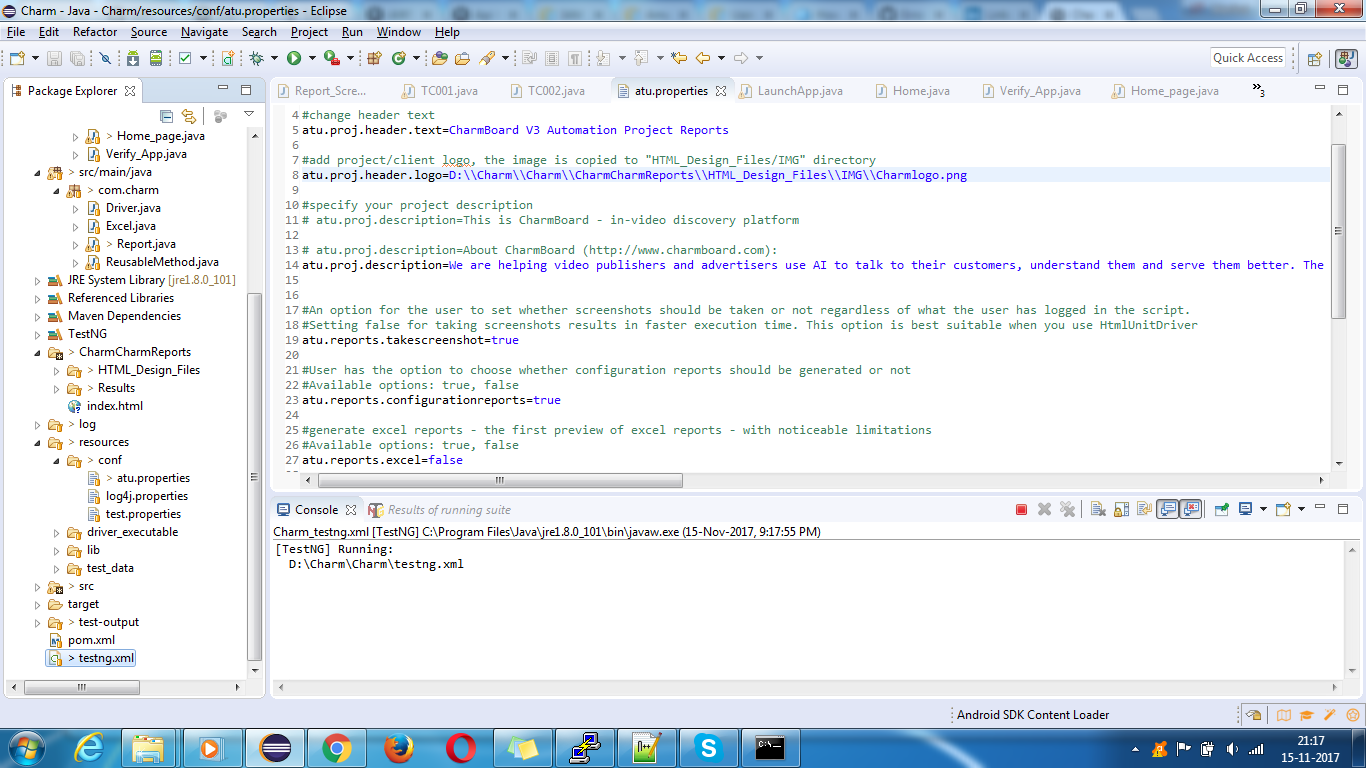 Charm - Java - Charm/resources/conf/atu.properties - Eclipse
File Edit Refactor Source Navigate Search Project Run Window Help
Quick Access
Package Explorer
> Home_page.java
Verify_App.java
> src/main/java
> com.charm
Driver.java
Excel.java
> Report.java
ReusableMethod.java
JRE System Library [jre1.8.0_101]
Referenced Libraries
Maven Dependencies
TestNG
> CharmCharmReports
> HTML_Design_Files
> Results
index.html
> log
> resources
> conf
> atu.properties
log4j.properties
test.properties
> driver_executable
> lib
> test_data
> src
target
> test-output
pom.xml
> testng.xml
Report_Scre... TC001.java TC002.java atu.properties LaunchApp.java Home.java Verify_App.java Home_page.java »3
4 #change header text
5 atu.proj.header.text=CharmBoard V3 Automation Project Reports
6
7 #add project/client logo, the image is copied to "HTML_Design_Files/IMG" directory
8 atu.proj.header.logo=D:\\Charm\\Charm\\CharmCharmReports\\HTML_Design_Files\\IMG\\Charmlogo.png
9
10 #specify your project description
11 # atu.proj.description=This is CharmBoard - in-video discovery platform
12
13 # atu.proj.description=About CharmBoard (http://www.charmboard.com):
14 atu.proj.description=We are helping video publishers and advertisers use AI to talk to their customers, understand them and serve them better. The
15
16
17 #An option for the user to set whether screenshots should be taken or not regardless of what the user has logged in the script.
18 #Setting false for taking screenshots results in faster execution time. This option is best suitable when you use HtmlUnitDriver
19 atu.reports.takescreenshot=true
20
21 #User has the option to choose whether configuration reports should be generated or not
22 #Available options: true, false
23 atu.reports.configurationreports=true
24
25 #generate excel reports - the first preview of excel reports - with noticeable limitations
26 #Available options: true, false
27 atu.reports.excel=false
Console Results of running suite
Charm_testng.xml [TestNG] C:\Program Files\Java\jre1.8.0_101\bin\javaw.exe (15-Nov-2017, 9:17:55 PM)
[TestNG] Running:
D:\Charm\Charm\testng.xml
Android SDK Content Loader
21:17
15-11-2017